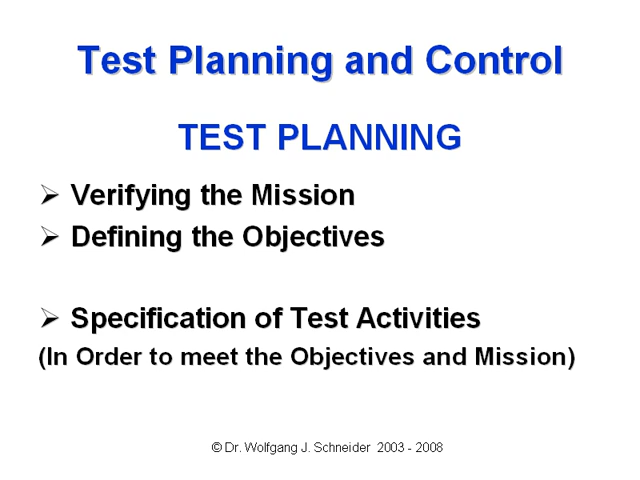 Test Planning and Control
TEST PLANNING
➢ Verifying the Mission
➢ Defining the Objectives
➢ Specification of Test Activities
(In Order to meet the Objectives and Mission)
© Dr. Wolfgang J. Schneider 2003 - 2008